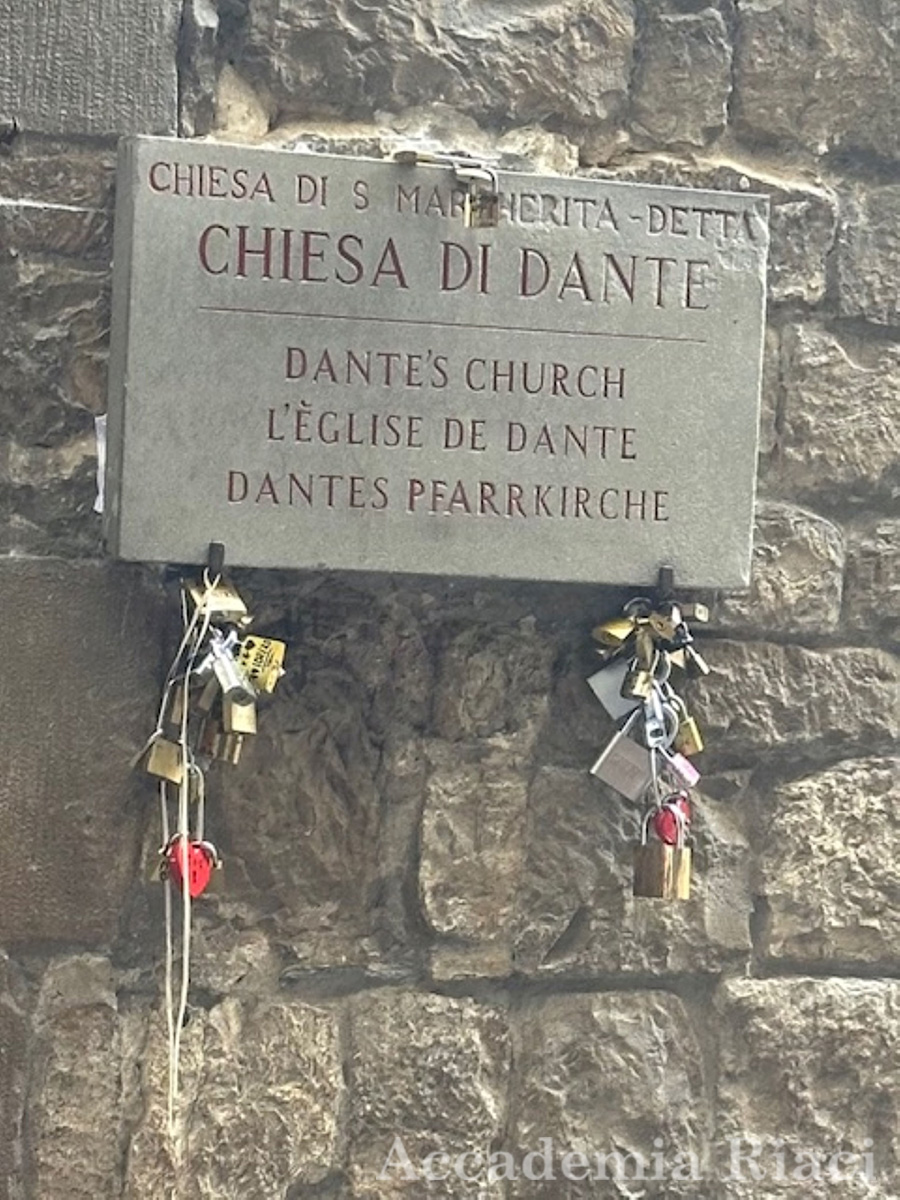 CHIESA DI S MARGHERITA-DETTA
CHIESA DI DANTE
DANTE'S CHURCH
L'ÈGLISE DE DANTE
DANTES PFARRKIRCHE
Accademia Riaci